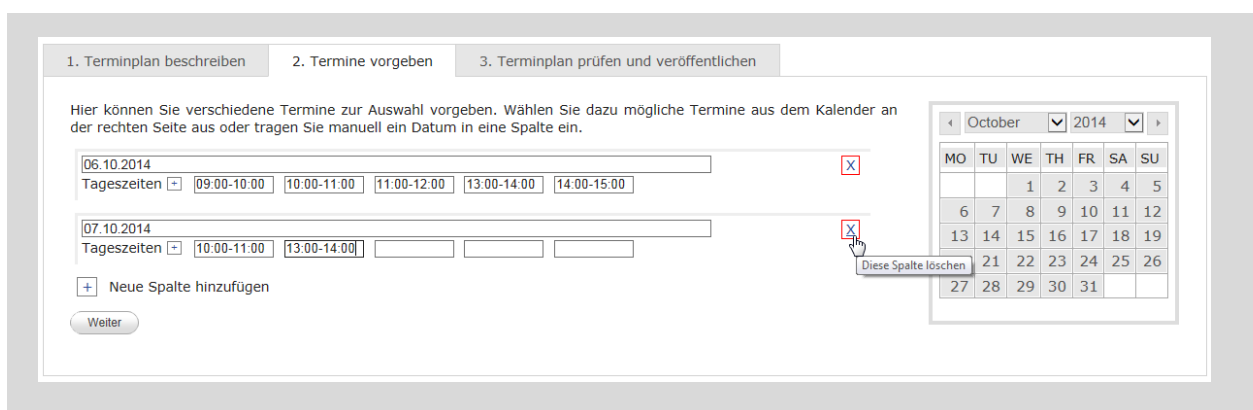 1. Terminplan beschreiben 2. Termine vorgeben 3. Terminplan prüfen und veröffentlichen
Hier können Sie verschiedene Termine zur Auswahl vorgeben. Wählen Sie dazu mögliche Termine aus dem Kalender an
der rechten Seite aus oder tragen Sie manuell ein Datum in eine Spalte ein.
06.10.2014 X
Tageszeiten + 09:00-10:00 10:00-11:00 11:00-12:00 13:00-14:00 14:00-15:00
07.10.2014 X
Tageszeiten + 10:00-11:00 13:00-14:00
Diese Spalte löschen
+ Neue Spalte hinzufügen
Weiter
October 2014
MO TU WE TH FR SA SU
1 2 3 4 5
6 7 8 9 10 11 12
13 14 15 16 17 18 19
21 22 23 24 25 26
27 28 29 30 31